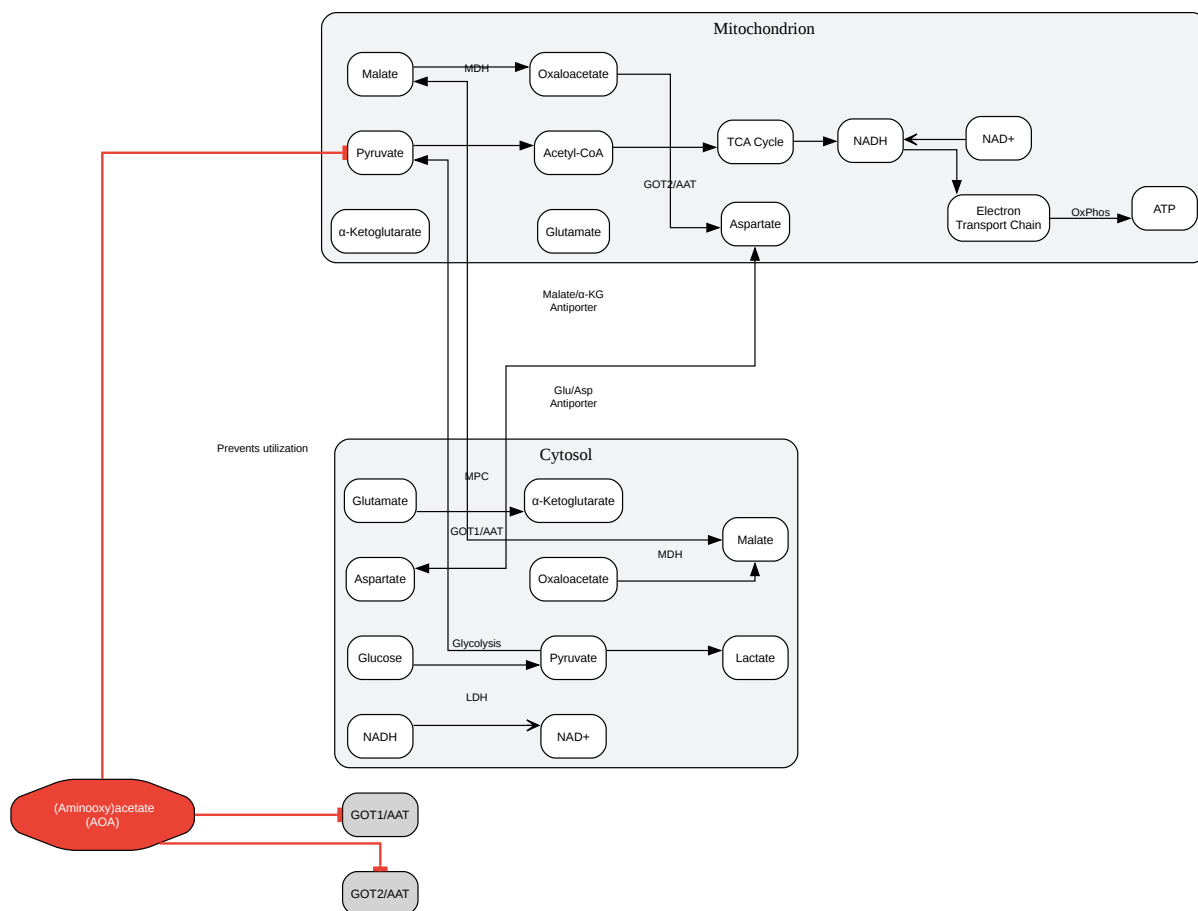 Mitochondrion
Malate
MDH
Oxaloacetate
Pyruvate
Acetyl-CoA
TCA Cycle
NADH
NAD+
GOT2/AAT
α-Ketoglutarate
Glutamate
Aspartate
Electron
Transport Chain
OxPhos
ATP
Malate/α-KG
Antiporter
Glu/Asp
Antiporter
Prevents utilization
Cytosol
MPC
Glutamate
α-Ketoglutarate
GOT1/AAT
Malate
MDH
Aspartate
Oxaloacetate
Glycolysis
Glucose
Pyruvate
Lactate
LDH
NADH
NAD+
(Aminooxy)acetate
(AOA)
GOT1/AAT
GOT2/AAT